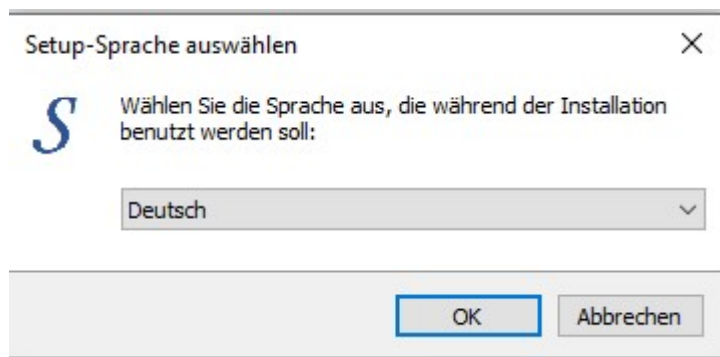 Setup-Sprache auswählen
S
Wählen Sie die Sprache aus, die während der Installation
benutzt werden soll:
Deutsch
OK
Abbrechen